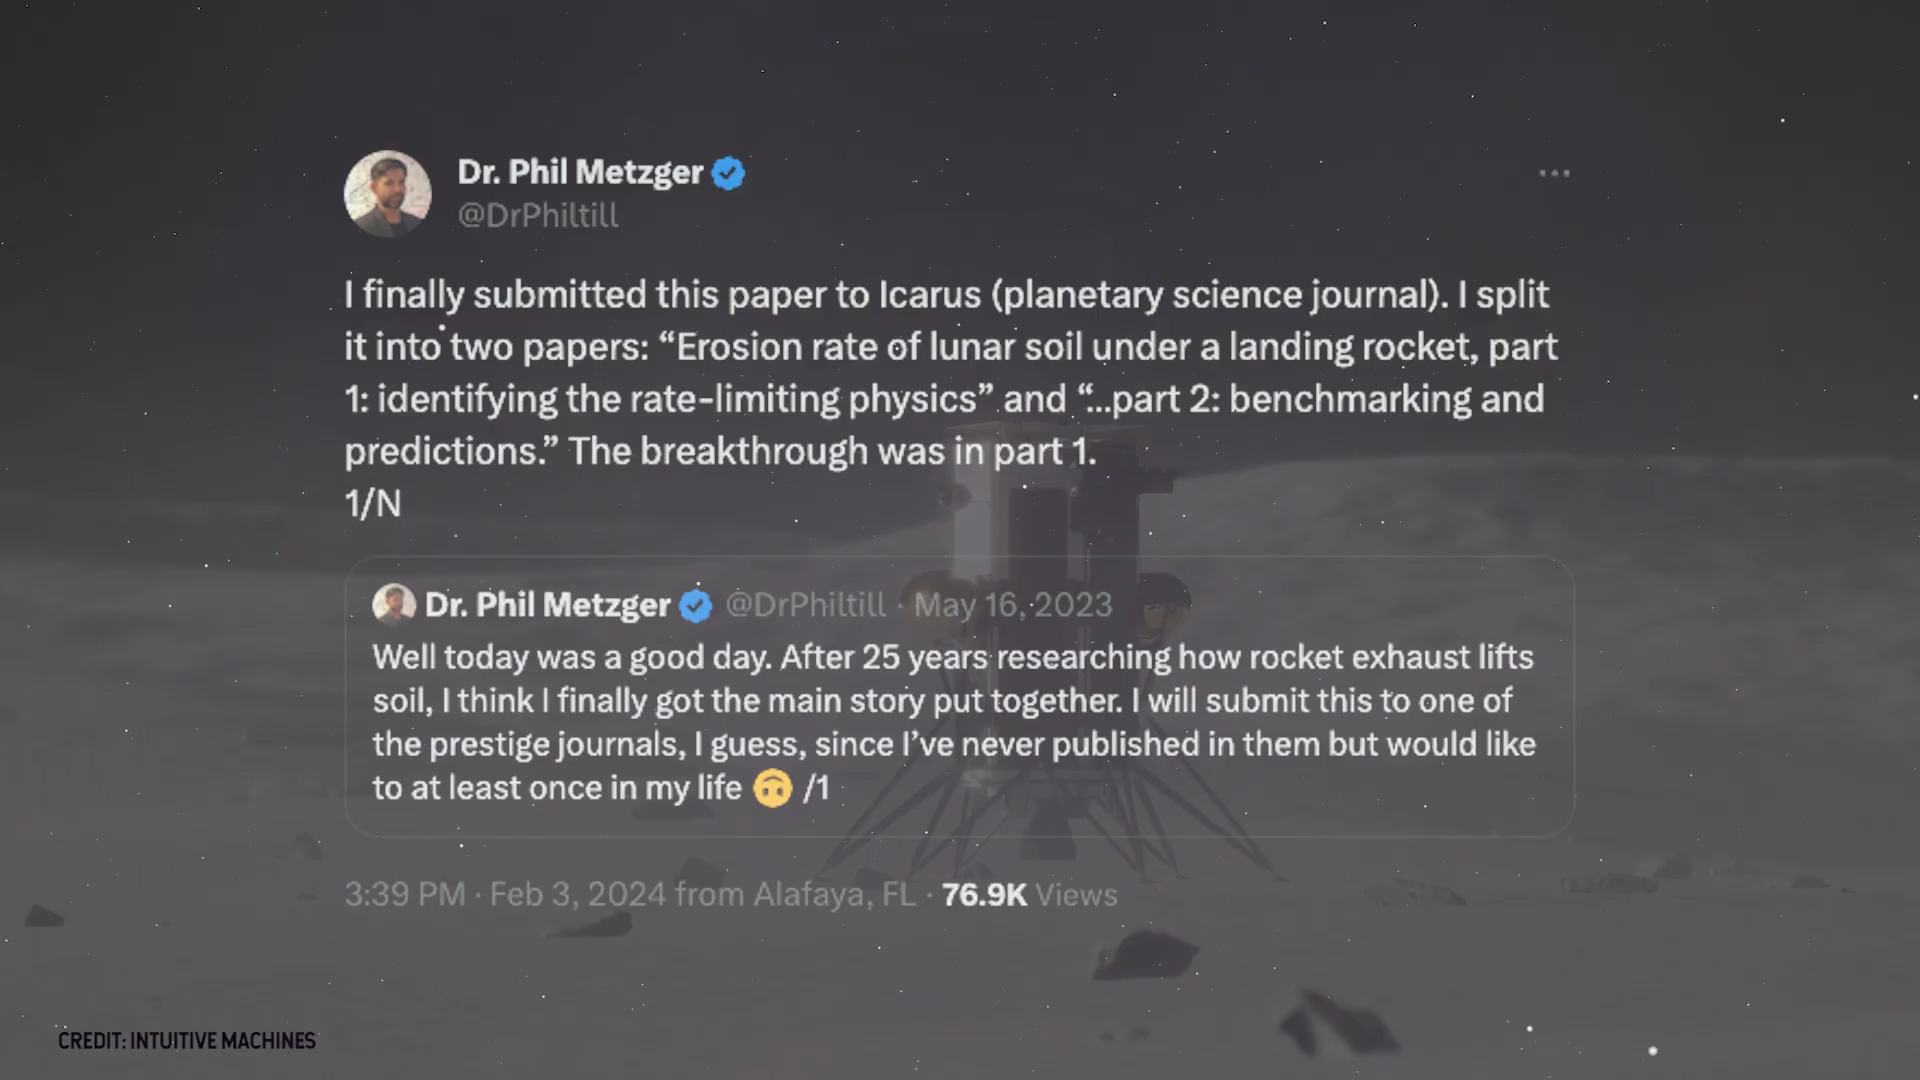 Dr. Phil Metzger
@DrPhiltill
I finally submitted this paper to Icarus (planetary science journal). I split
it into two papers: “Erosion rate of lunar soil under a landing rocket, part
1: identifying the rate-limiting physics” and “...part 2: benchmarking and
predictions.” The breakthrough was in part 1.
1/N
Dr. Phil Metzger @DrPhiltill · May 16, 2023
Well today was a good day. After 25 years researching how rocket exhaust lifts
soil, I think I finally got the main story put together. I will submit this to one of
the prestige journals, I guess, since I’ve never published in them but would like
to at least once in my life 🙃 /1
3:39 PM · Feb 3, 2024 from Alafaya, FL · 76.9K Views
CREDIT: INTUITIVE MACHINES